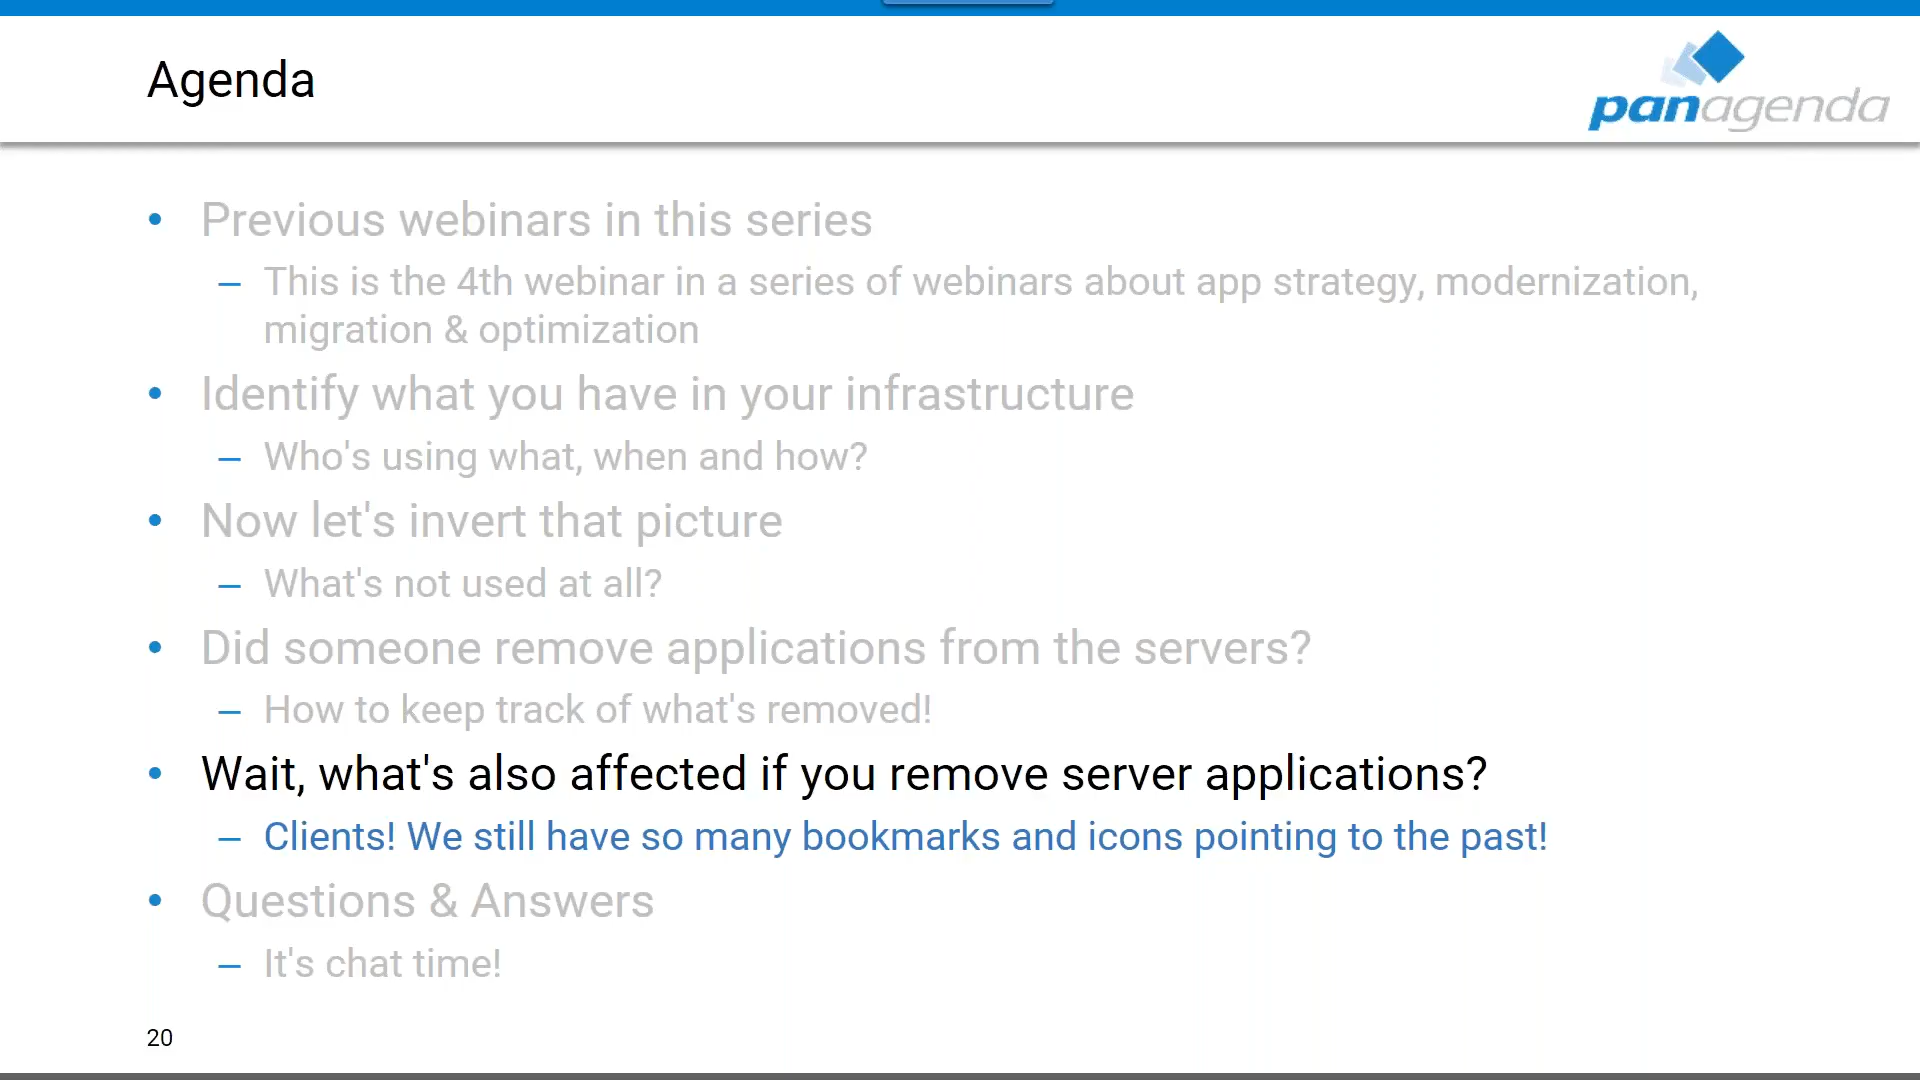 Agenda
panagenda
• Previous webinars in this series
– This is the 4th webinar in a series of webinars about app strategy, modernization,
migration & optimization
• Identify what you have in your infrastructure
– Who's using what, when and how?
• Now let's invert that picture
– What's not used at all?
• Did someone remove applications from the servers?
– How to keep track of what's removed!
• Wait, what's also affected if you remove server applications?
– Clients! We still have so many bookmarks and icons pointing to the past!
• Questions & Answers
– It's chat time!
20